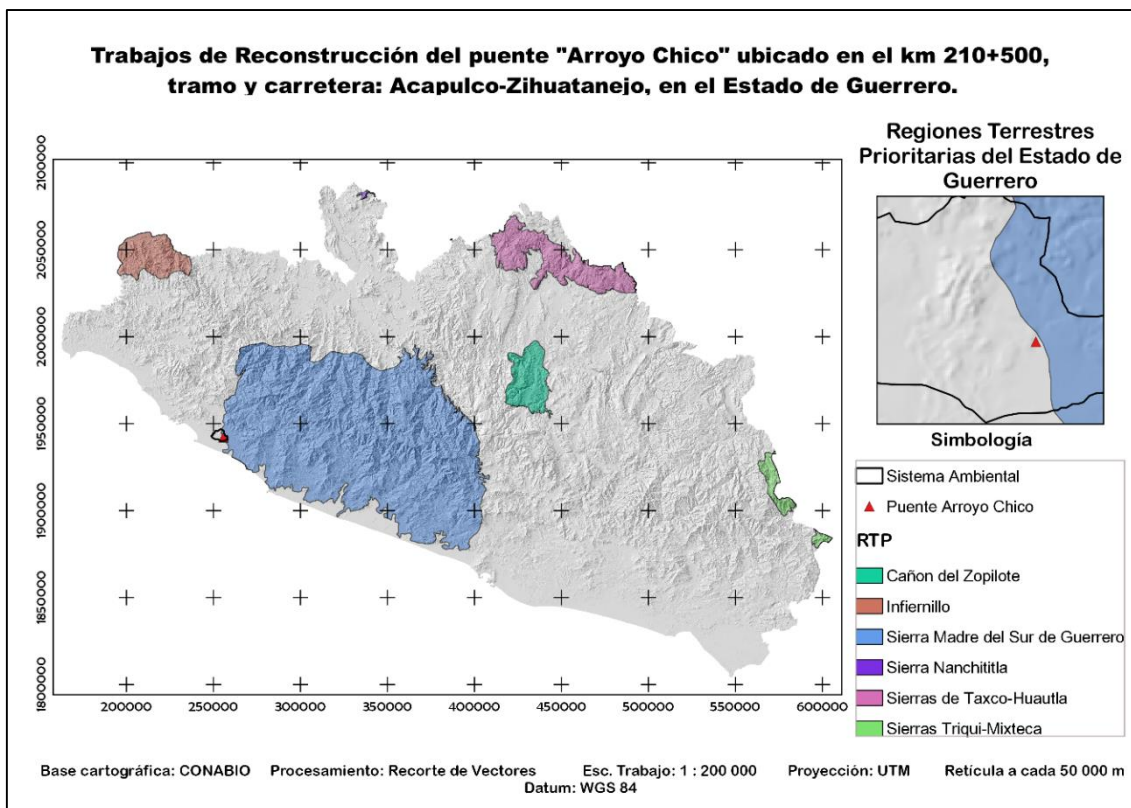 Trabajos de Reconstrucción del puente "Arroyo Chico" ubicado en el km 210+500,
tramo y carretera: Acapulco-Zihuatanejo, en el Estado de Guerrero.
Regiones Terrestres
Prioritarias del Estado de
Guerrero
2100000
2050000
2000000
1950000
1900000
1850000
1800000
200000
250000
300000
350000
400000
450000
500000
550000
600000
Simbología
Sistema Ambiental
Puente Arroyo Chico
RTP
Cañon del Zopilote
Infiernillo
Sierra Madre del Sur de Guerrero
Sierra Nanchititla
Sierras de Taxco-Huautla
Sierras Triqui-Mixteca
Base cartográfica: CONABIO Procesamiento: Recorte de Vectores Esc. Trabajo: 1 : 200 000 Proyección: UTM Retícula a cada 50 000 m
Datum: WGS 84